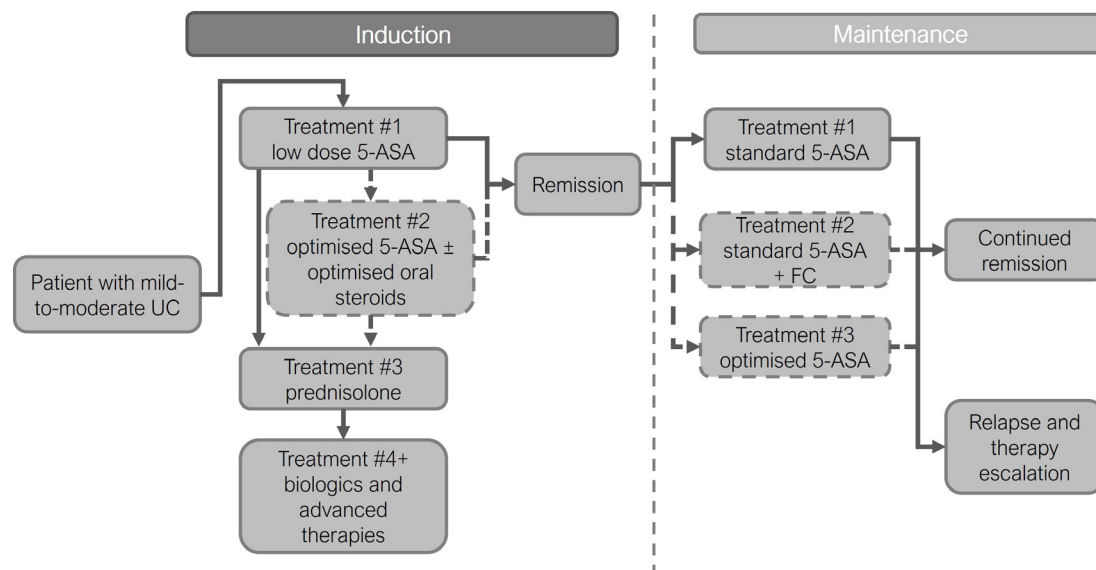 Induction
Maintenance
Treatment #1
low dose 5-ASA
Treatment #2
optimised 5-ASA ±
optimised oral
steroids
Patient with mild-
to-moderate UC
Treatment #3
prednisolone
Treatment #4+
biologics and
advanced
therapies
Remission
Treatment #1
standard 5-ASA
Treatment #2
standard 5-ASA
+ FC
Treatment #3
optimised 5-ASA
Continued
remission
Relapse and
therapy
escalation